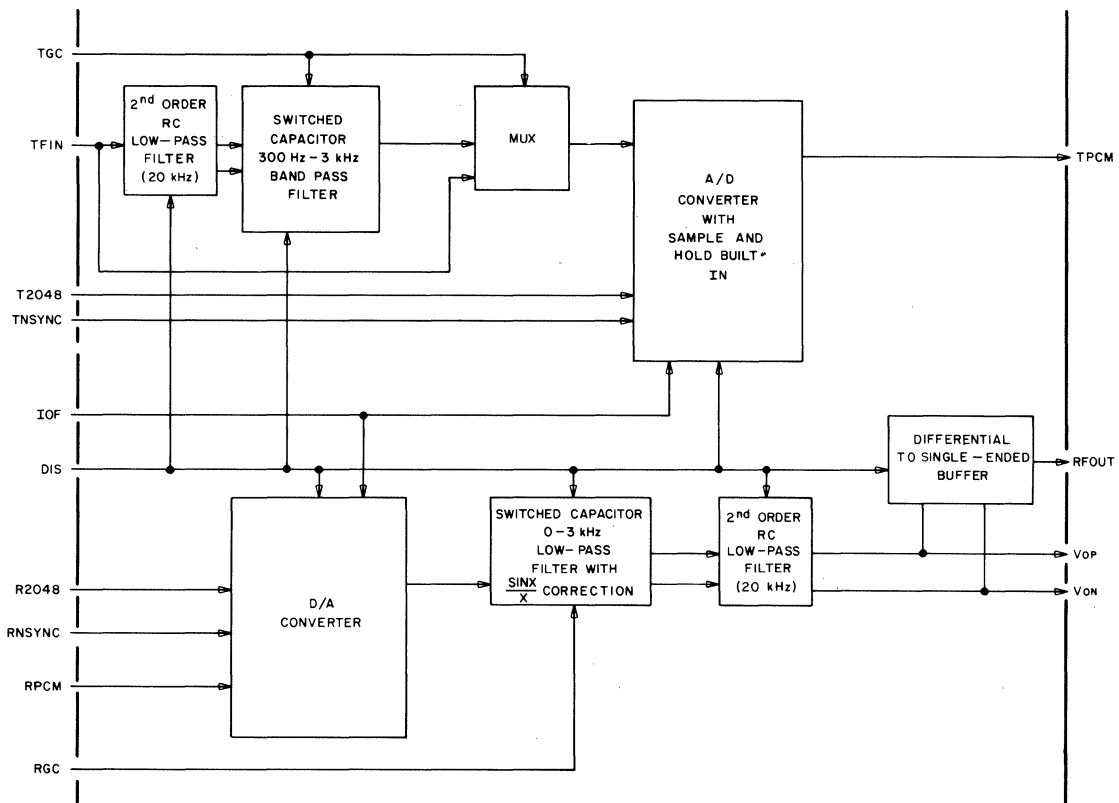 TGC
2nd ORDER
RC
LOW-PASS
FILTER
(20 kHz)
SWITCHED
CAPACITOR
300 Hz-3 kHz
BAND PASS
FILTER
MUX
A/D
CONVERTER
WITH
SAMPLE AND
HOLD BUILT-
IN
TFIN
TPCM
T2048
TNSYNC
IOF
DIS
DIFFERENTIAL
TO SINGLE-ENDED
BUFFER
RFOUT
SWITCHED CAPACITOR
0-3 kHz
LOW-PASS
FILTER WITH
SINX
X CORRECTION
2nd ORDER
RC
LOW-PASS
FILTER
(20 kHz)
VOP
VON
R2048
D/A
CONVERTER
RNSYNC
RPCM
RGC